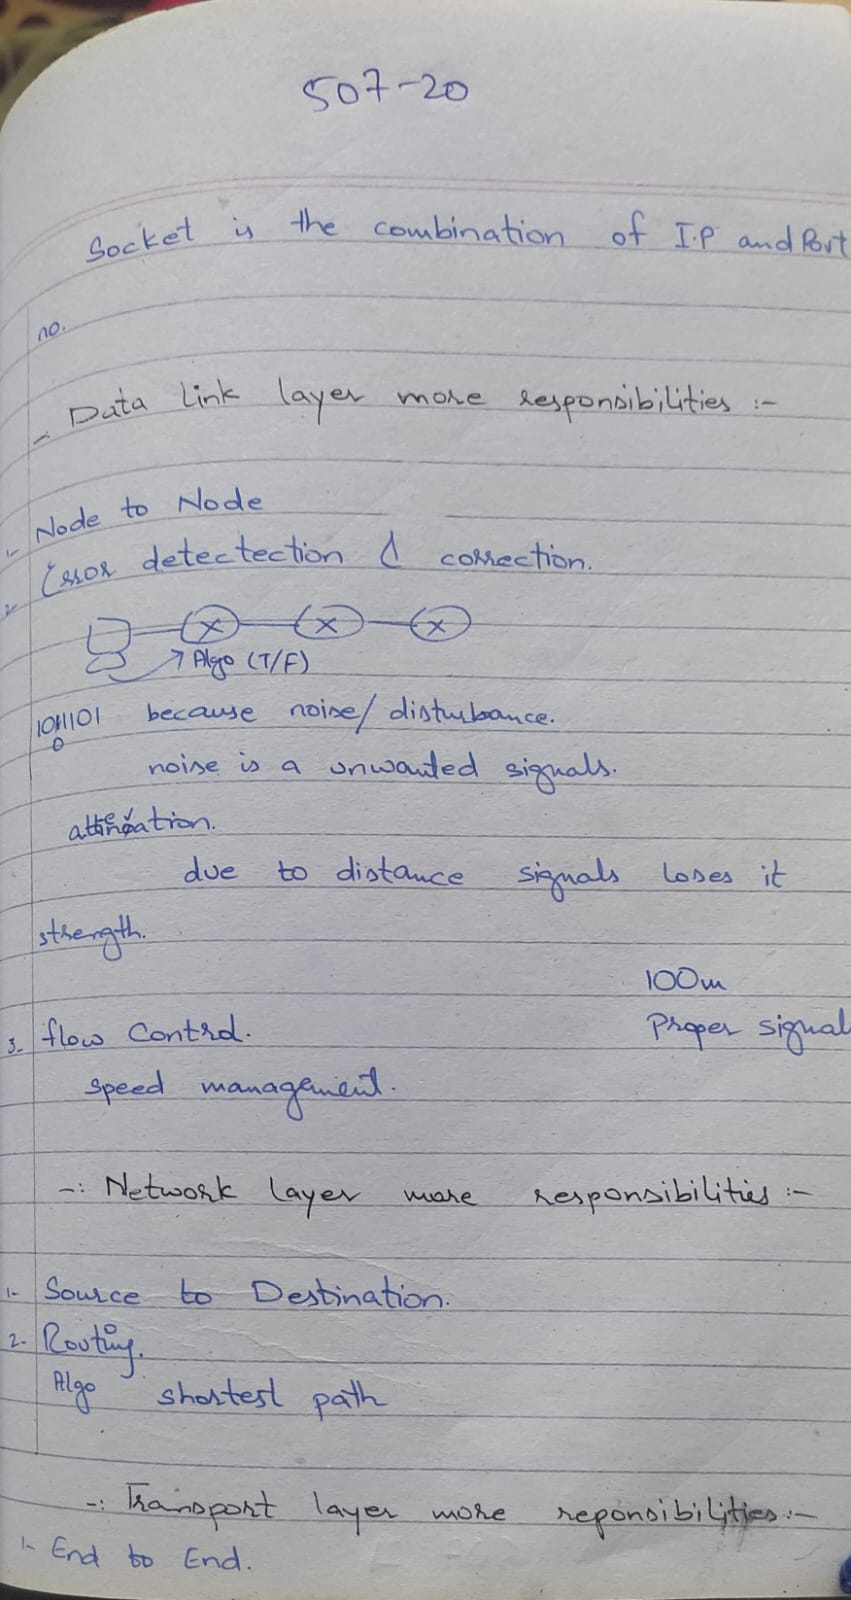 507-20
Socket is the combination of I.P and Port
no.
- Data Link layer more responsibilities :-
1- Node to Node
2- Error detectection & correction.
Algo (T/F)
1011101 because noise/disturbance.
0
noise is a unwanted signals.
attenuation.
due to distance signals loses it
strength.
100m
3- flow Control. Proper signal
speed management.
-: Network layer more responsibilities :-
1- Source to Destination.
2- Routing.
Algo shortest path
-: Transport layer more reponsibilities :-
1- End to End.